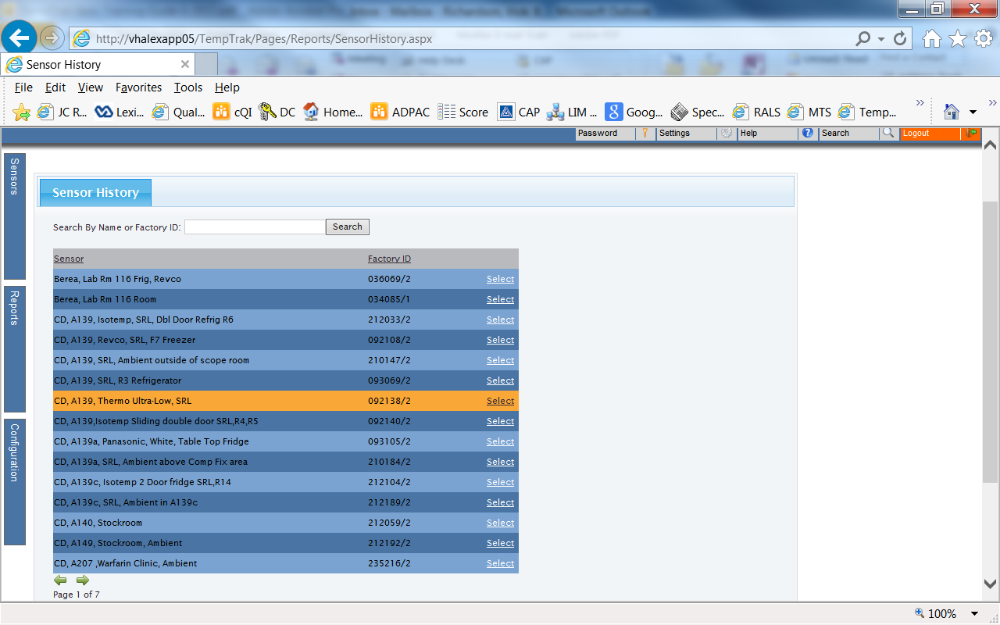 http://vhalexapp05/TempTrak/Pages/Reports/SensorHistory.aspx
Sensor History
File Edit View Favorites Tools Help
JC R... Lexi... Qual... cQI DC Home... ADPAC Score CAP LIM ... Goog... Spec... RALS MTS Temp...
Password Settings Help Search Logout
Sensors
Reports
Configuration
Sensor History
Search By Name or Factory ID: Search
Sensor Factory ID
Berea, Lab Rm 116 Frig, Revco 036069/2 Select
Berea, Lab Rm 116 Room 034085/1 Select
CD, A139, Isotemp, SRL, Dbl Door Refrig R6 212033/2 Select
CD, A139, Revco, SRL, F7 Freezer 092108/2 Select
CD, A139, SRL, Ambient outside of scope room 210147/2 Select
CD, A139, SRL, R3 Refrigerator 093069/2 Select
CD, A139, Thermo Ultra-Low, SRL 092138/2 Select
CD, A139,Isotemp Sliding double door SRL,R4,R5 092140/2 Select
CD, A139a, Panasonic, White, Table Top Fridge 093105/2 Select
CD, A139a, SRL, Ambient above Comp Fix area 210184/2 Select
CD, A139c, Isotemp 2 Door fridge SRL,R14 212104/2 Select
CD, A139c, SRL, Ambient in A139c 212189/2 Select
CD, A140, Stockroom 212059/2 Select
CD, A149, Stockroom, Ambient 212192/2 Select
CD, A207 ,Warfarin Clinic, Ambient 235216/2 Select
Page 1 of 7
100%